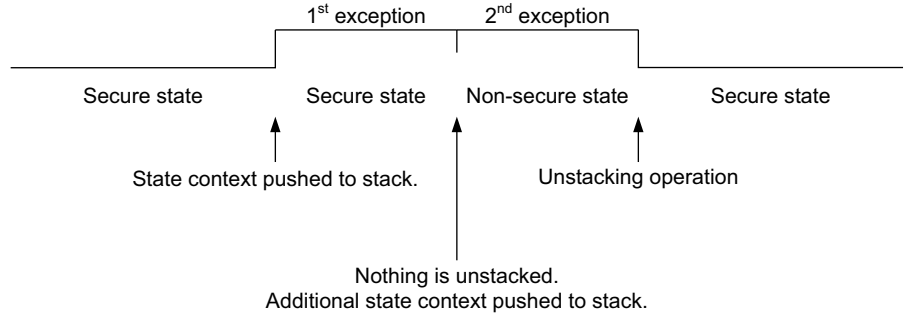 1st exception
2nd exception
Secure state
Secure state
Non-secure state
Secure state
State context pushed to stack.
Unstacking operation
Nothing is unstacked.
Additional state context pushed to stack.